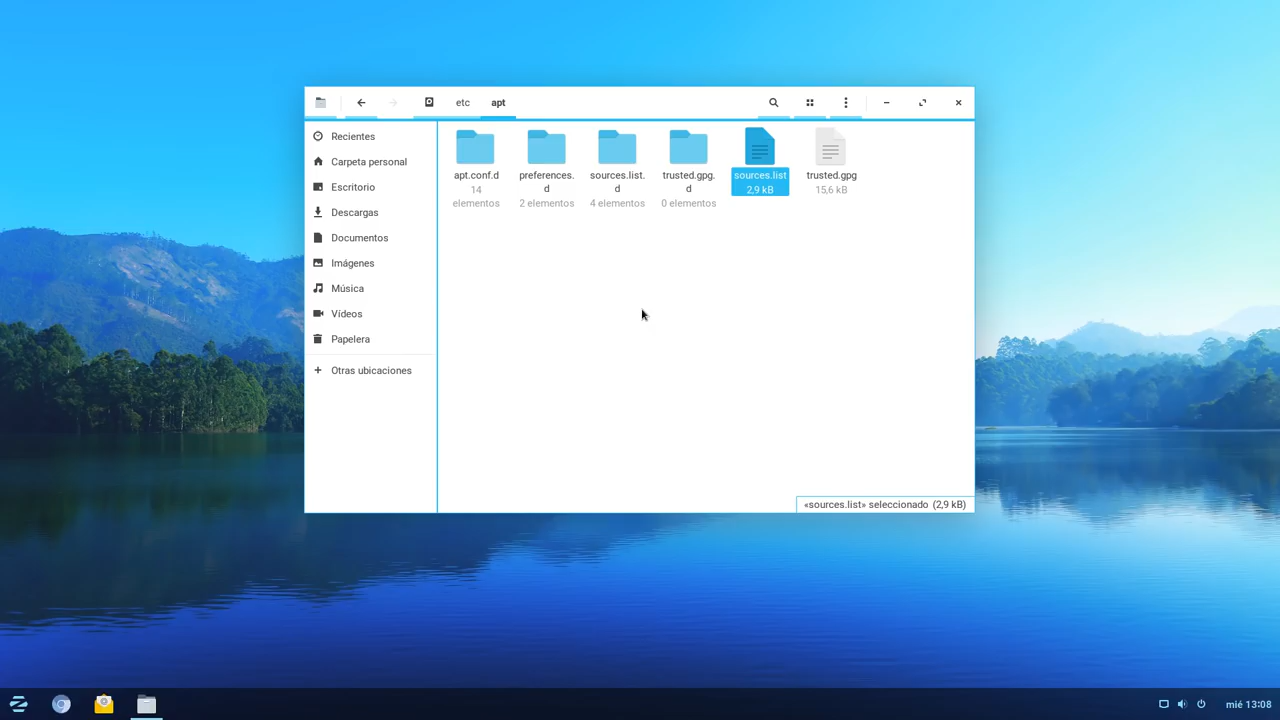 etc
apt
Recientes
Carpeta personal
Escritorio
Descargas
Documentos
Imágenes
Música
Vídeos
Papelera
Otras ubicaciones
apt.conf.d
14
elementos
preferences.
d
2 elementos
sources.list.
d
4 elementos
trusted.gpg.
d
0 elementos
sources.list
2,9 kB
trusted.gpg
15,6 kB
«sources.list» seleccionado (2,9 kB)
mié 13:08